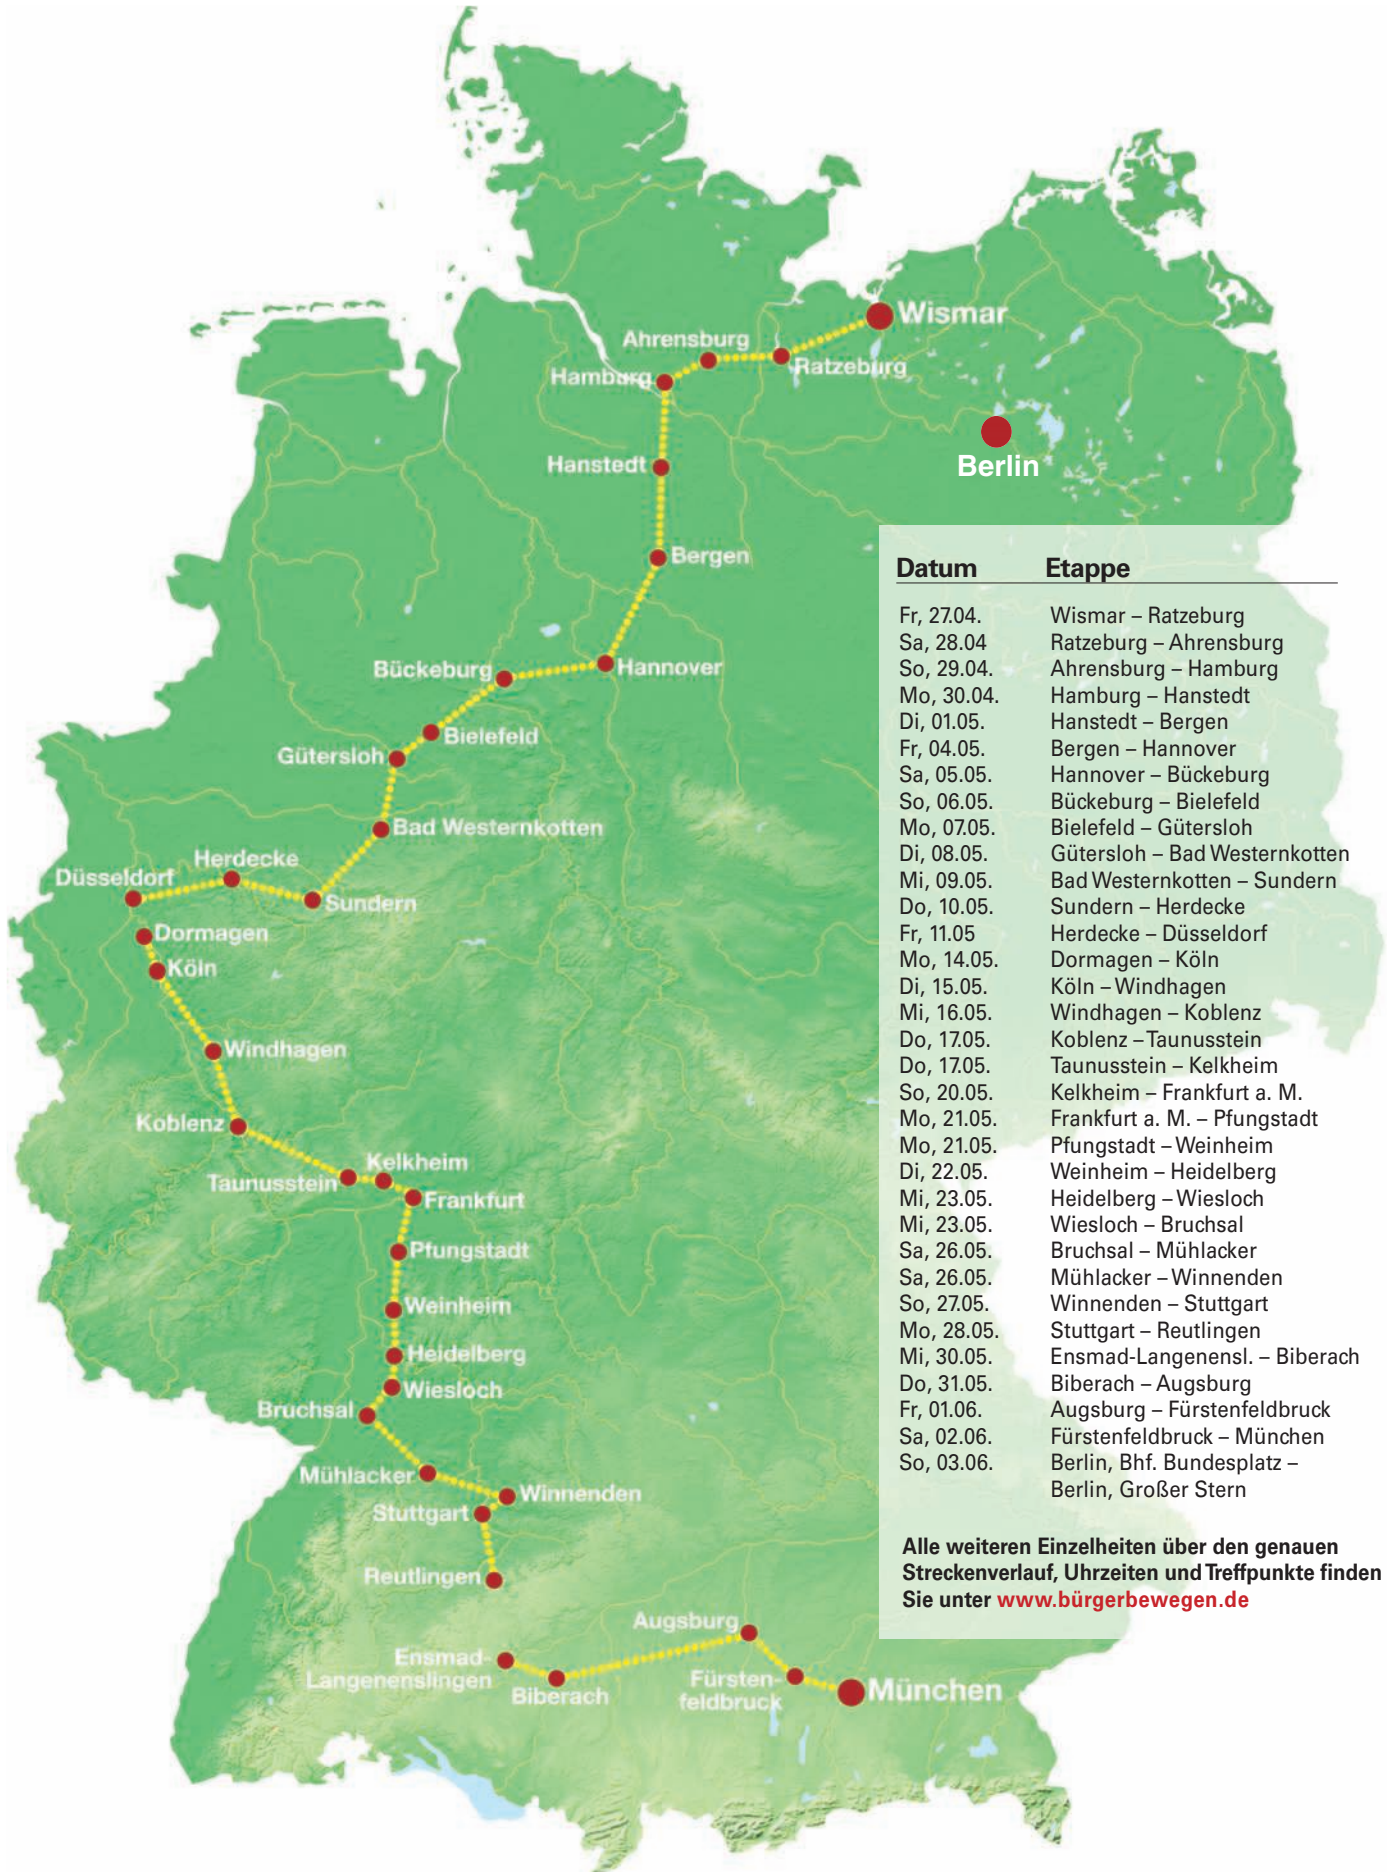 Wismar
Ahrensburg
Ratzeburg
Hamburg
Berlin
Hanstedt
Bergen
Hannover
Bückeburg
Bielefeld
Gütersloh
Bad Westernkotten
Herdecke
Düsseldorf
Sundern
Dormagen
Köln
Windhagen
Koblenz
Kelkheim
Taunusstein
Frankfurt
Pfungstadt
Weinheim
Heidelberg
Wiesloch
Bruchsal
Mühlacker
Winnenden
Stuttgart
Reutlingen
Augsburg
Ensmad-
Langenenslingen
Biberach
Fürsten-
feldbruck
München
Datum Etappe
Fr, 27.04. Wismar – Ratzeburg
Sa, 28.04 Ratzeburg – Ahrensburg
So, 29.04. Ahrensburg – Hamburg
Mo, 30.04. Hamburg – Hanstedt
Di, 01.05. Hanstedt – Bergen
Fr, 04.05. Bergen – Hannover
Sa, 05.05. Hannover – Bückeburg
So, 06.05. Bückeburg – Bielefeld
Mo, 07.05. Bielefeld – Gütersloh
Di, 08.05. Gütersloh – Bad Westernkotten
Mi, 09.05. Bad Westernkotten – Sundern
Do, 10.05. Sundern – Herdecke
Fr, 11.05 Herdecke – Düsseldorf
Mo, 14.05. Dormagen – Köln
Di, 15.05. Köln – Windhagen
Mi, 16.05. Windhagen – Koblenz
Do, 17.05. Koblenz – Taunusstein
Do, 17.05. Taunusstein – Kelkheim
So, 20.05. Kelkheim – Frankfurt a. M.
Mo, 21.05. Frankfurt a. M. – Pfungstadt
Mo, 21.05. Pfungstadt – Weinheim
Di, 22.05. Weinheim – Heidelberg
Mi, 23.05. Heidelberg – Wiesloch
Mi, 23.05. Wiesloch – Bruchsal
Sa, 26.05. Bruchsal – Mühlacker
Sa, 26.05. Mühlacker – Winnenden
So, 27.05. Winnenden – Stuttgart
Mo, 28.05. Stuttgart – Reutlingen
Mi, 30.05. Ensmad-Langenensl. – Biberach
Do, 31.05. Biberach – Augsburg
Fr, 01.06. Augsburg – Fürstenfeldbruck
Sa, 02.06. Fürstenfeldbruck – München
So, 03.06. Berlin, Bhf. Bundesplatz –
Berlin, Großer Stern
Alle weiteren Einzelheiten über den genauen
Streckenverlauf, Uhrzeiten und Treffpunkte finden
Sie unter www.bürgerbewegen.de